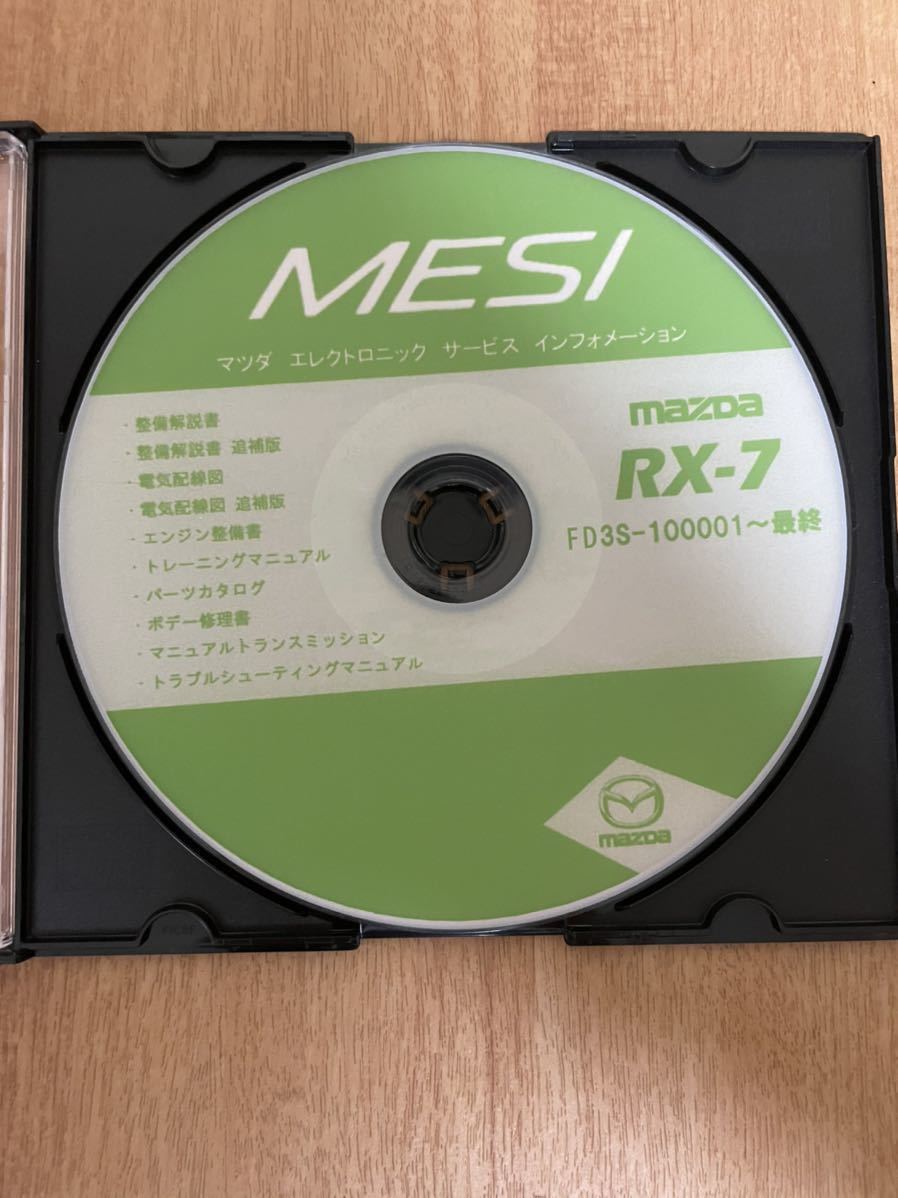 MESI
マツダ エレクトロニック サービス インフォメーション
・整備解説書
・整備解説書 追補版
・電気配線図
・電気配線図 追補版
・エンジン整備書
・トレーニングマニュアル
・パーツカタログ
・ボデー修理書
・マニュアルトランスミッション
・トラブルシューティングマニュアル
mazda
RX-7
FD3S-100001～最終
mazda